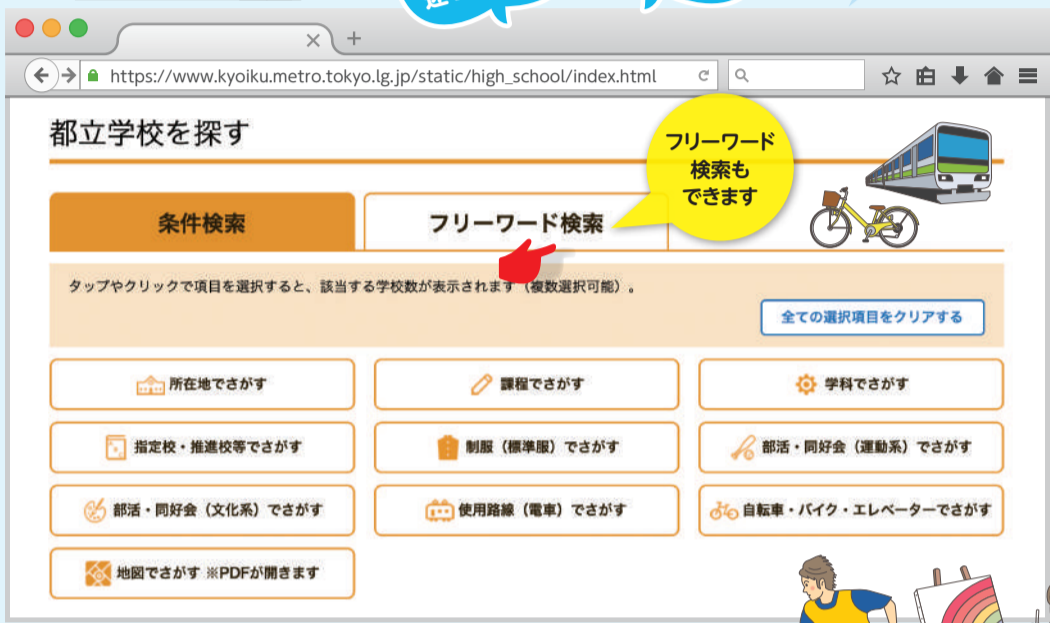 https://www.kyoiku.metro.tokyo.lg.jp/static/high_school/index.html
都立学校を探す
フリーワード
検索も
できます
条件検索
フリーワード検索
タップやクリックで項目を選択すると、該当する学校数が表示されます（複数選択可能）。
全ての選択項目をクリアする
所在地でさがす
課程でさがす
学科でさがす
指定校・推進校等でさがす
制服（標準服）でさがす
部活・同好会（運動系）でさがす
部活・同好会（文化系）でさがす
使用路線（電車）でさがす
自転車・バイク・エレベーターでさがす
地図でさがす ※PDFが開きます